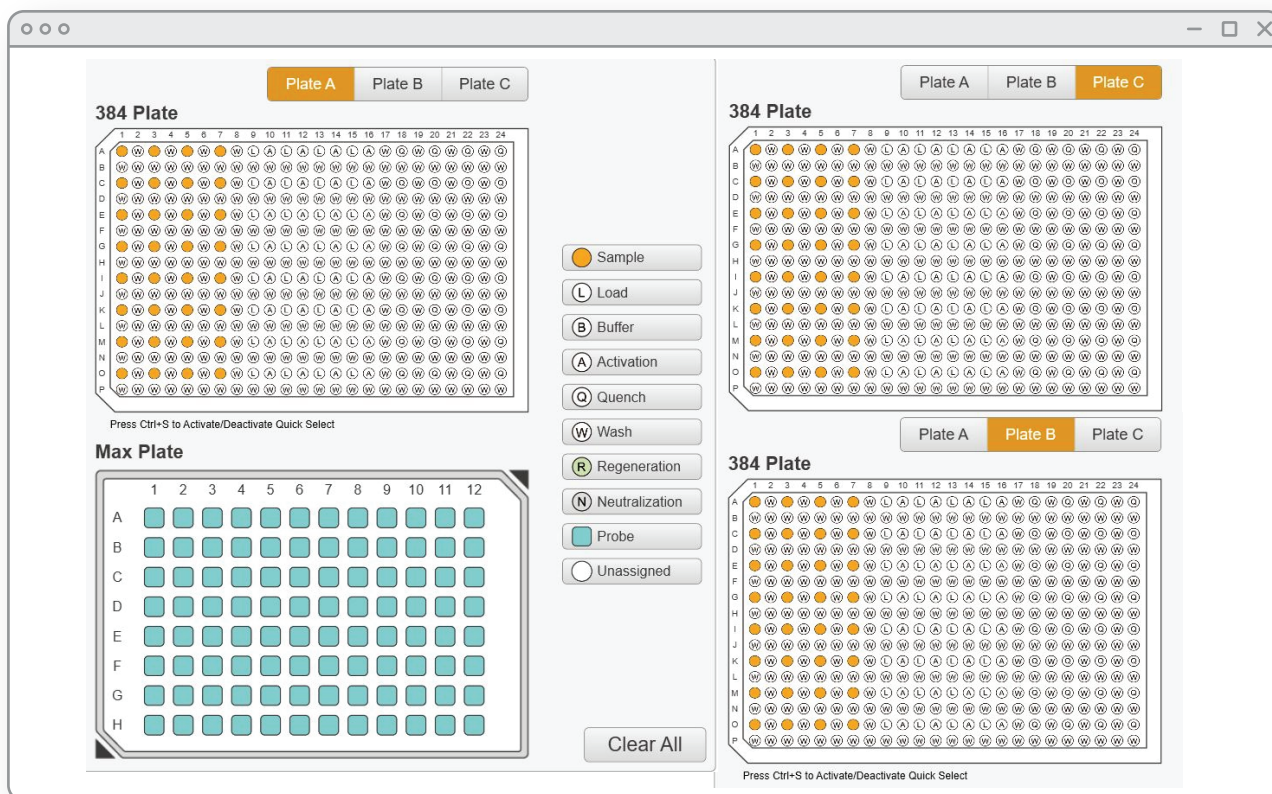 Plate A Plate B Plate C
384 Plate
1 2 3 4 5 6 7 8 9 10 11 12 13 14 15 16 17 18 19 20 21 22 23 24
A W W W W L A L A L A L A W Q W Q W Q W Q
B W W W W W W W W W W W W W W W W W W W W W W W W
C W W W W L A L A L A L A W Q W Q W Q W Q
D W W W W W W W W W W W W W W W W W W W W W W W W
E W W W W L A L A L A L A W Q W Q W Q W Q
F W W W W W W W W W W W W W W W W W W W W W W W W
G W W W W L A L A L A L A W Q W Q W Q W Q
H W W W W W W W W W W W W W W W W W W W W W W W W
I W W W W L A L A L A L A W Q W Q W Q W Q
J W W W W W W W W W W W W W W W W W W W W W W W W
K W W W W L A L A L A L A W Q W Q W Q W Q
L W W W W W W W W W W W W W W W W W W W W W W W W
M W W W W L A L A L A L A W Q W Q W Q W Q
N W W W W W W W W W W W W W W W W W W W W W W W W
O W W W W L A L A L A L A W Q W Q W Q W Q
P W W W W W W W W W W W W W W W W W W W W W W W W
Press Ctrl+S to Activate/Deactivate Quick Select
Max Plate
1 2 3 4 5 6 7 8 9 10 11 12
A
B
C
D
E
F
G
H
Sample
L Load
B Buffer
A Activation
Q Quench
W Wash
R Regeneration
N Neutralization
Probe
Unassigned
Clear All
Plate A Plate B Plate C
384 Plate
1 2 3 4 5 6 7 8 9 10 11 12 13 14 15 16 17 18 19 20 21 22 23 24
A W W W W L A L A L A L A W Q W Q W Q W Q
B W W W W W W W W W W W W W W W W W W W W W W W W
C W W W W L A L A L A L A W Q W Q W Q W Q
D W W W W W W W W W W W W W W W W W W W W W W W W
E W W W W L A L A L A L A W Q W Q W Q W Q
F W W W W W W W W W W W W W W W W W W W W W W W W
G W W W W L A L A L A L A W Q W Q W Q W Q
H W W W W W W W W W W W W W W W W W W W W W W W W
I W W W W L A L A L A L A W Q W Q W Q W Q
J W W W W W W W W W W W W W W W W W W W W W W W W
K W W W W L A L A L A L A W Q W Q W Q W Q
L W W W W W W W W W W W W W W W W W W W W W W W W
M W W W W L A L A L A L A W Q W Q W Q W Q
N W W W W W W W W W W W W W W W W W W W W W W W W
O W W W W L A L A L A L A W Q W Q W Q W Q
P W W W W W W W W W W W W W W W W W W W W W W W W
Plate A Plate B Plate C
384 Plate
1 2 3 4 5 6 7 8 9 10 11 12 13 14 15 16 17 18 19 20 21 22 23 24
A W W W W L A L A L A L A W Q W Q W Q W Q
B W W W W W W W W W W W W W W W W W W W W W W W W
C W W W W L A L A L A L A W Q W Q W Q W Q
D W W W W W W W W W W W W W W W W W W W W W W W W
E W W W W L A L A L A L A W Q W Q W Q W Q
F W W W W W W W W W W W W W W W W W W W W W W W W
G W W W W L A L A L A L A W Q W Q W Q W Q
H W W W W W W W W W W W W W W W W W W W W W W W W
I W W W W L A L A L A L A W Q W Q W Q W Q
J W W W W W W W W W W W W W W W W W W W W W W W W
K W W W W L A L A L A L A W Q W Q W Q W Q
L W W W W W W W W W W W W W W W W W W W W W W W W
M W W W W L A L A L A L A W Q W Q W Q W Q
N W W W W W W W W W W W W W W W W W W W W W W W W
O W W W W L A L A L A L A W Q W Q W Q W Q
P W W W W W W W W W W W W W W W W W W W W W W W W
Press Ctrl+S to Activate/Deactivate Quick Select